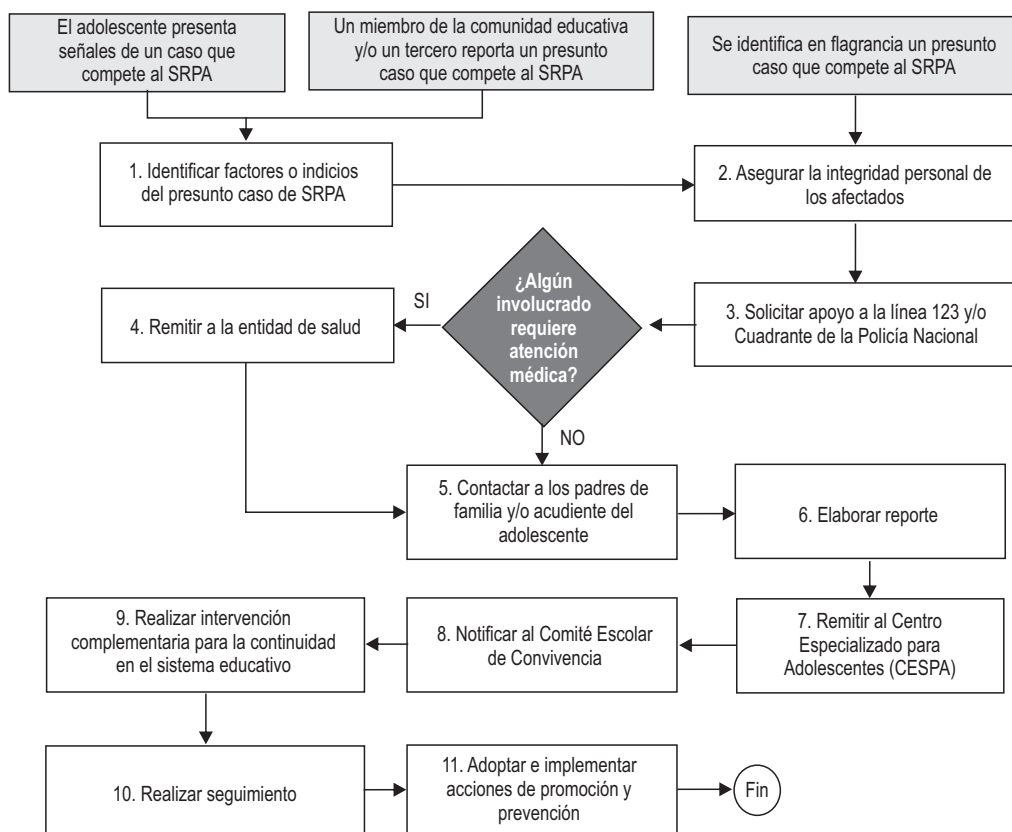 El adolescente presenta
señales de un caso que
compete al SRPA
Un miembro de la comunidad educativa
y/o un tercero reporta un presunto
caso que compete al SRPA
Se identifica en flagrancia un presunto
caso que compete al SRPA
1. Identificar factores o indicios
del presunto caso de SRPA
2. Asegurar la integridad personal de
los afectados
3. Solicitar apoyo a la línea 123 y/o
Cuadrante de la Policía Nacional
¿Algún
involucrado
requiere
atención
médica?
SI
4. Remitir a la entidad de salud
NO
5. Contactar a los padres de
familia y/o acudiente del
adolescente
6. Elaborar reporte
7. Remitir al Centro
Especializado para
Adolescentes (CESPA)
8. Notificar al Comité Escolar
de Convivencia
9. Realizar intervención
complementaria para la continuidad
en el sistema educativo
10. Realizar seguimiento
11. Adoptar e implementar
acciones de promoción y
prevención
Fin